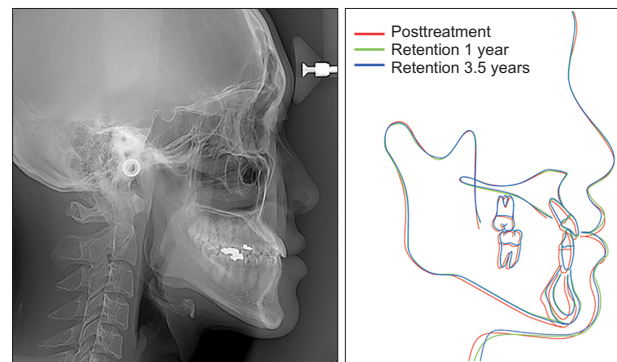 Posttreatment
Retention 1 year
Retention 3.5 years